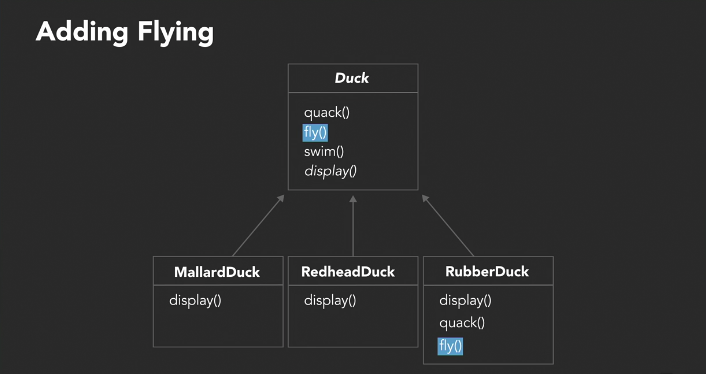 Adding Flying
Duck
quack()
fly()
swim()
display()
MallardDuck
display()
RedheadDuck
display()
RubberDuck
display()
quack()
fly()